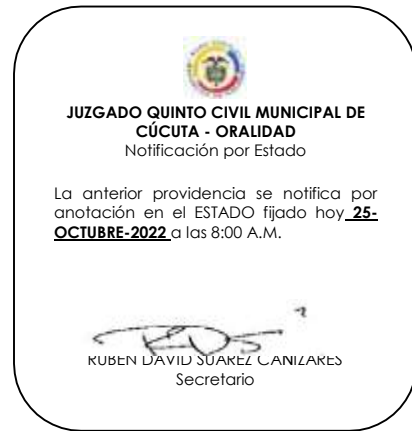 JUZGADO QUINTO CIVIL MUNICIPAL DE
CÚCUTA - ORALIDAD
Notificación por Estado
La anterior providencia se notifica por
anotación en el ESTADO fijado hoy 25-
OCTUBRE-2022 a las 8:00 A.M.
RUBEN DAVID SUAREZ CANIZARES
Secretario